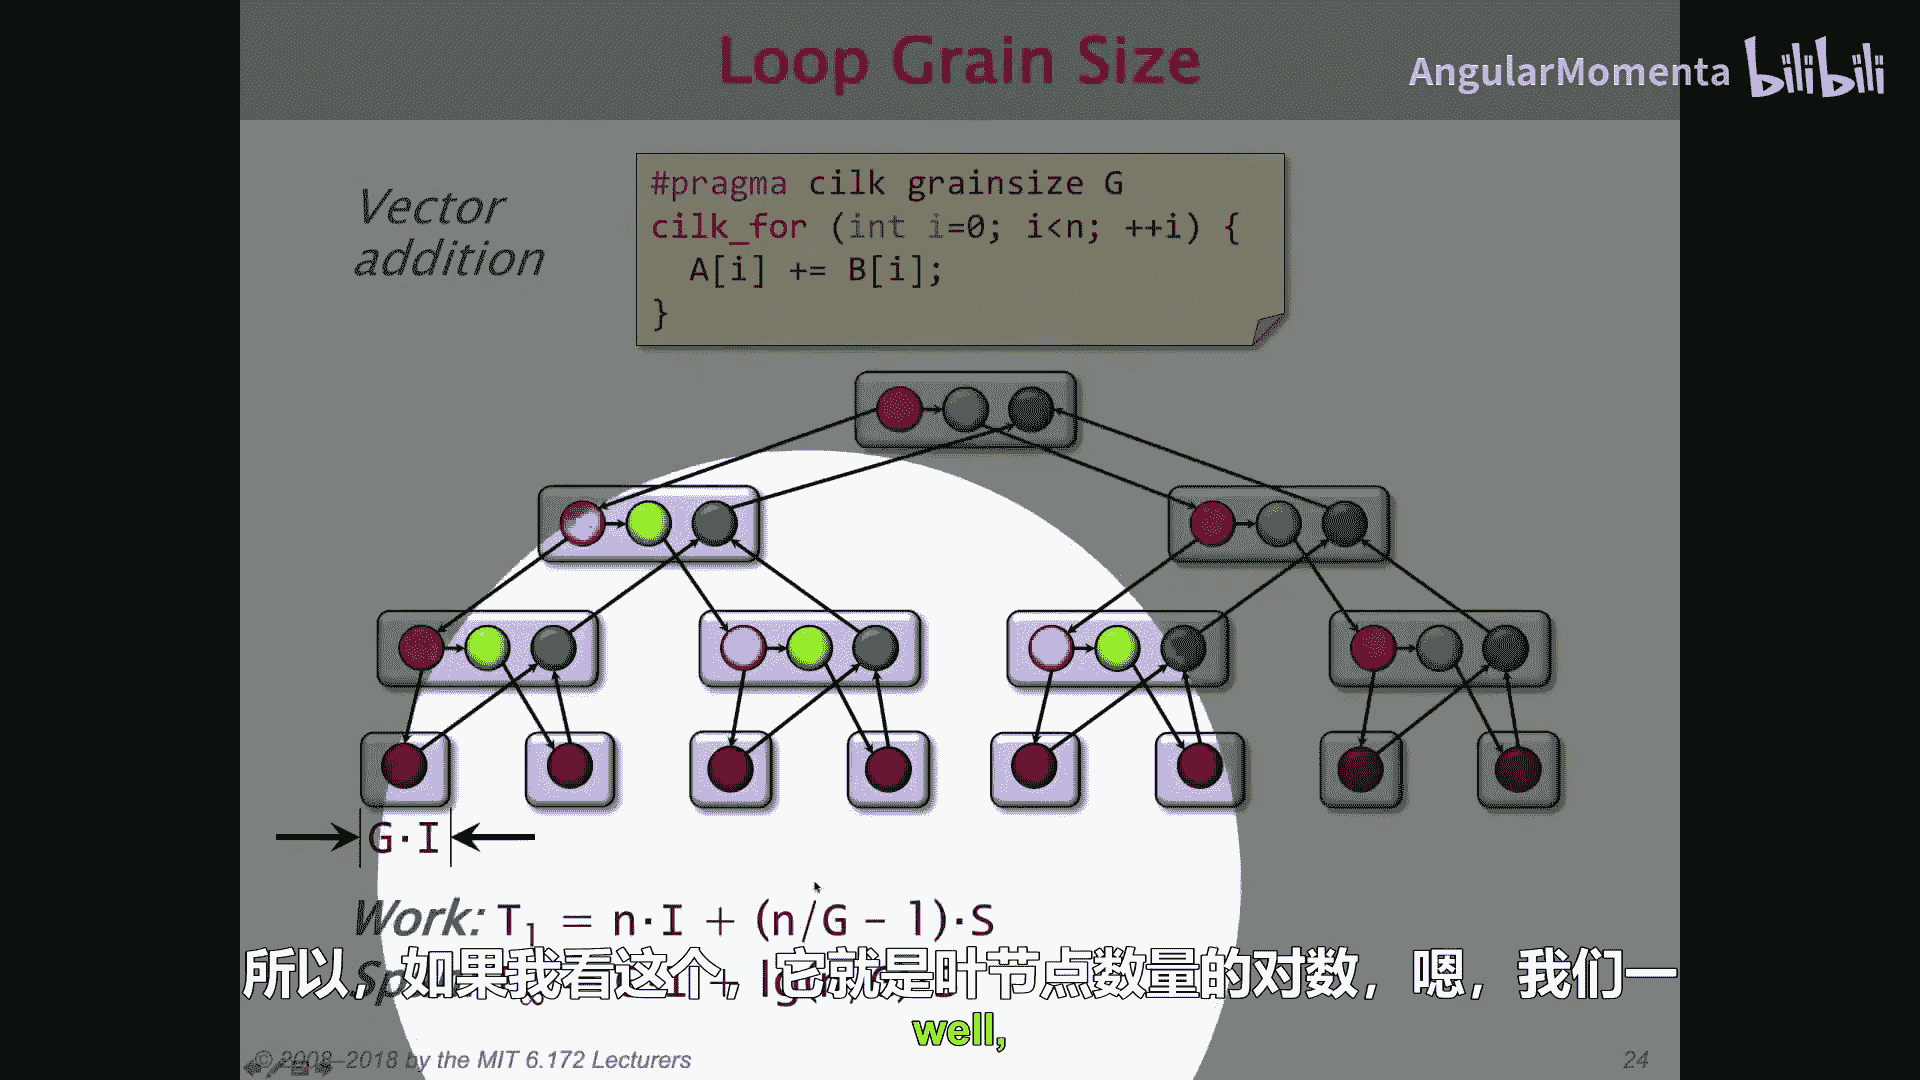 Loop Grain Size
AngularMomenta bilibili
Vector
addition
#pragma cilk grainsize G
cilk_for (int i=0; i<n; ++i) {
A[i] += B[i];
}
G·I
Work: T1 = n·I + (n/G – 1)·S
所以，如果我看这个，它就是叶节点数量的对数，嗯，我们一
well,
© 2008–2018 by the MIT 6.172 Lecturers
24